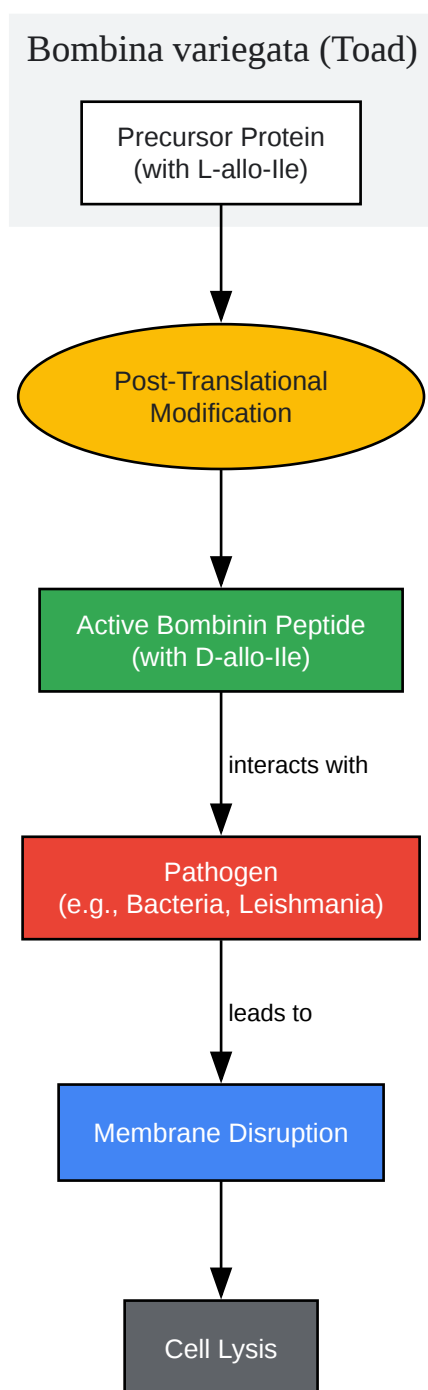 Bombina variegata (Toad)
Precursor Protein
(with L-allo-Ile)
Post-Translational
Modification
Active Bombinin Peptide
(with D-allo-Ile)
interacts with
Pathogen
(e.g., Bacteria, Leishmania)
leads to
Membrane Disruption
Cell Lysis